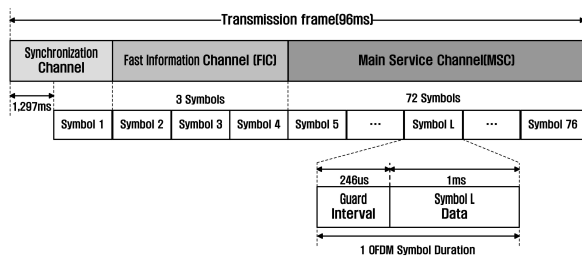 Transmission frame(96ms)
Synchronization Channel
Fast Information Channel (FIC)
Main Service Channel(MSC)
1,297ms
3 Symbols
72 Symbols
Symbol 1
Symbol 2
Symbol 3
Symbol 4
Symbol 5
...
Symbol L
...
Symbol 76
246us
1ms
Guard Interval
Symbol L Data
1 OFDM Symbol Duration